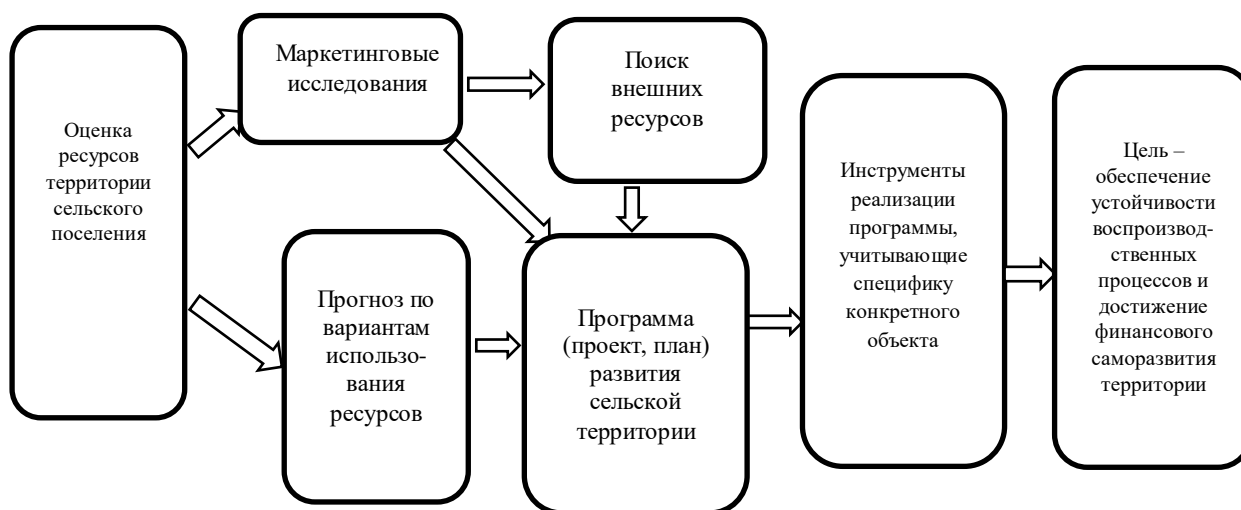 Оценка
ресурсов
территории
сельского
поселения
Маркетинговые
исследования
Поиск
внешних
ресурсов
Прогноз по
вариантам
использо-
вания
ресурсов
Программа
(проект, план)
развития
сельской
территории
Инструменты
реализации
программы,
учитывающие
специфику
конкретного
объекта
Цель –
обеспечение
устойчивости
воспроизвод-
ственных
процессов и
достижение
финансового
саморазвития
территории